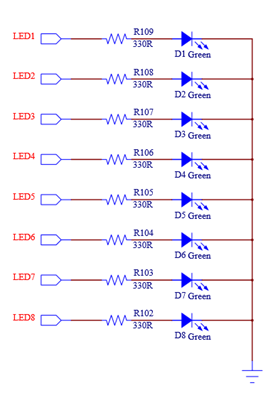 LED1 R109
330R D1 Green
LED2 R108
330R D2 Green
LED3 R107
330R D3 Green
LED4 R106
330R D4 Green
LED5 R105
330R D5 Green
LED6 R104
330R D6 Green
LED7 R103
330R D7 Green
LED8 R102
330R D8 Green